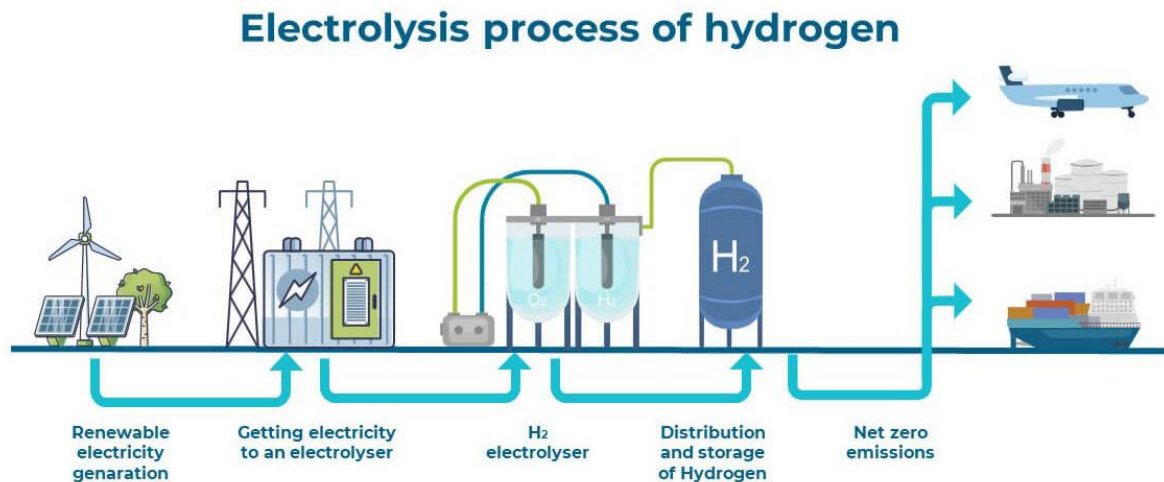 Electrolysis process of hydrogen
O₂
H₂
H₂
Renewable
electricity
genaration
Getting electricity
to an electrolyser
H₂
electrolyser
Distribution
and storage
of Hydrogen
Net zero
emissions